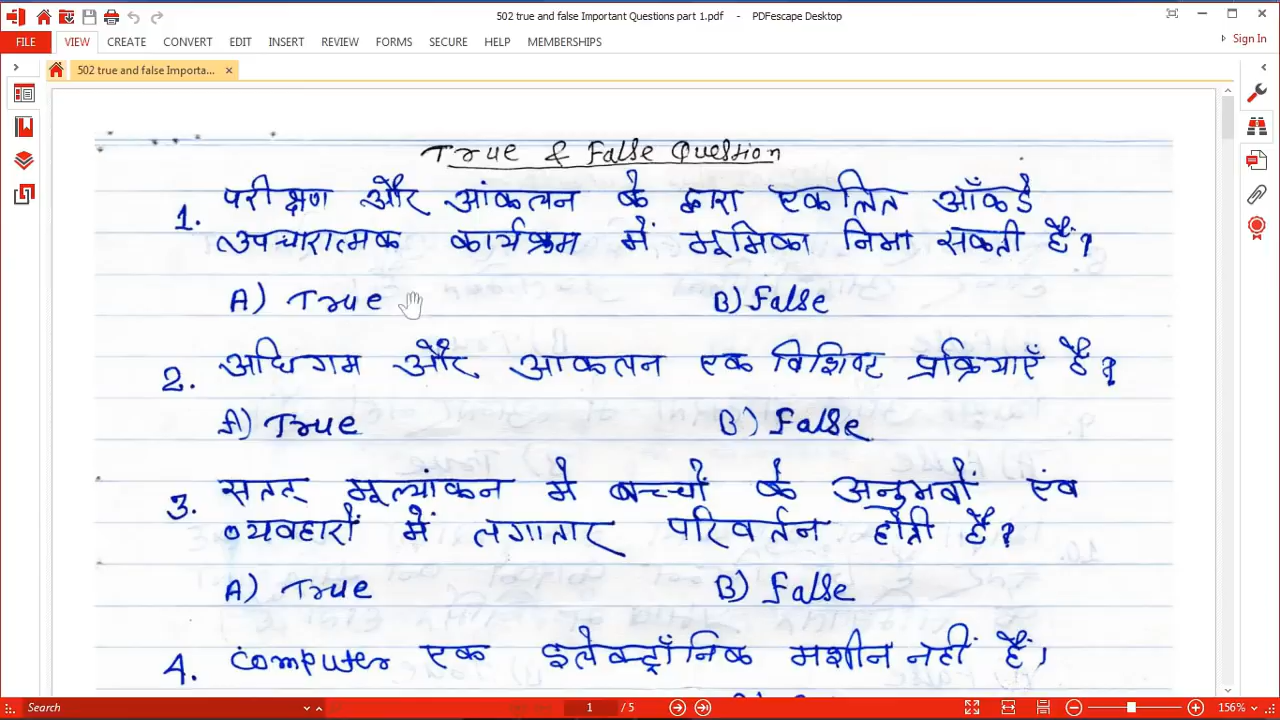 502 true and false Important Questions part 1.pdf - PDFescape Desktop
FILE VIEW CREATE CONVERT EDIT INSERT REVIEW FORMS SECURE HELP MEMBERSHIPS Sign In
502 true and false Importa...
True & False Question
1. परीक्षण और आंकलन के द्वारा एकत्रित आँकडे
उपचारात्मक कार्यक्रम में भूमिका निभा सकती हैं?
A) True B) False
2. अधिगम और आकलन एक विशिष्ट प्रक्रियाएँ है?
A) True B) False
3. सतत् मूल्यांकन मे बच्चों के अनुभवों एंव
व्यवहारों में लगातार परिवर्तन होती है?
A) True B) False
4. Computer एक इलेक्ट्रॉनिक मशीन नहीं हैं।
Search 1 / 5 156%